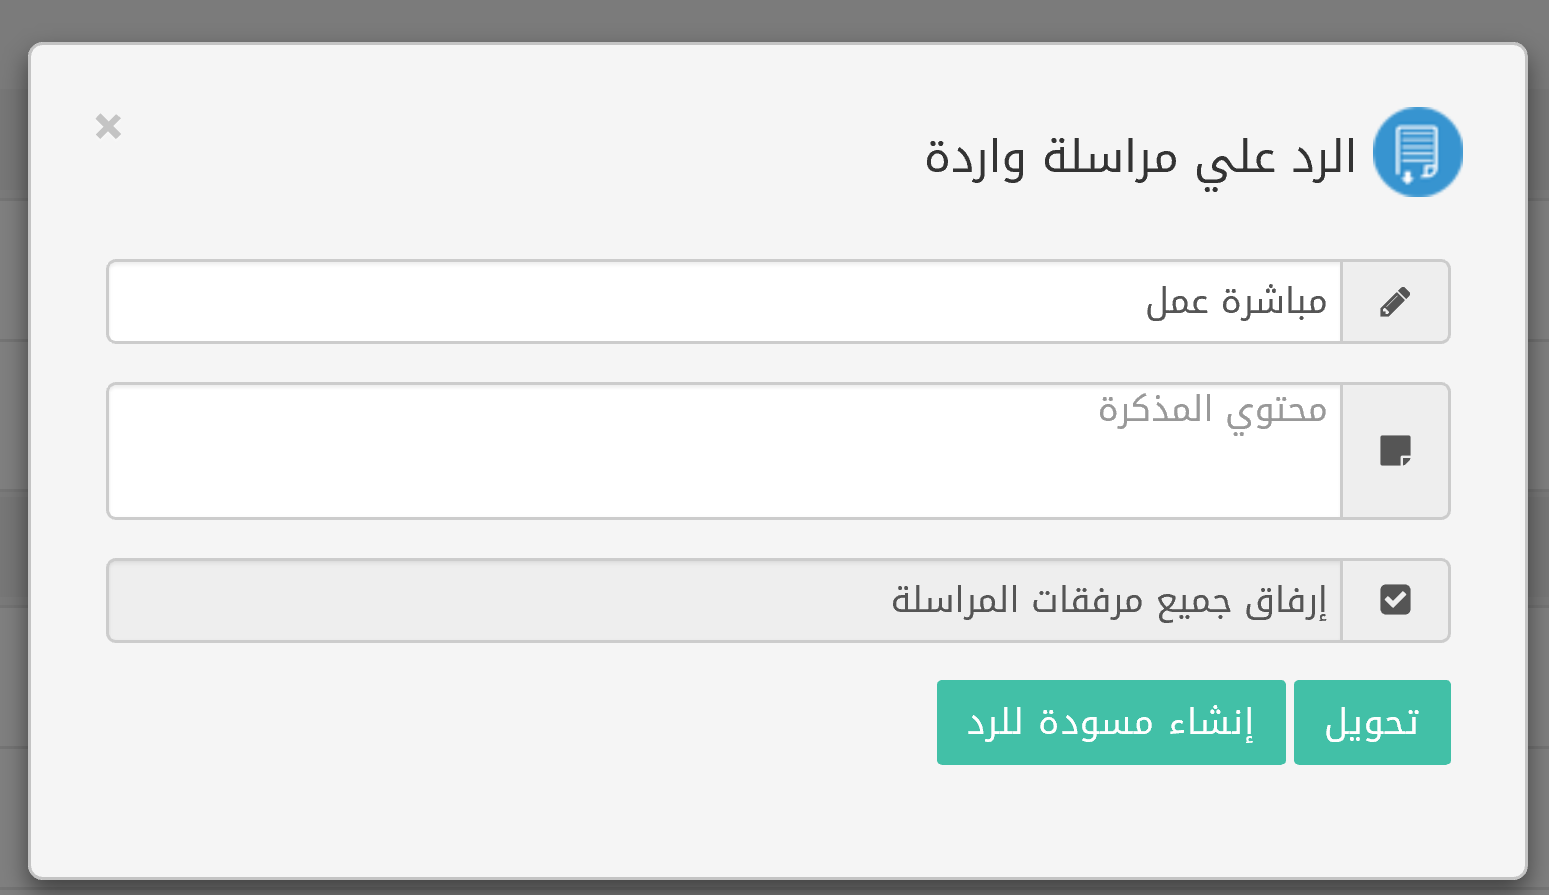 الرد علي مراسلة واردة
مباشرة عمل
محتوي المذكرة
إرفاق جميع مرفقات المراسلة
تحويل
إنشاء مسودة للرد